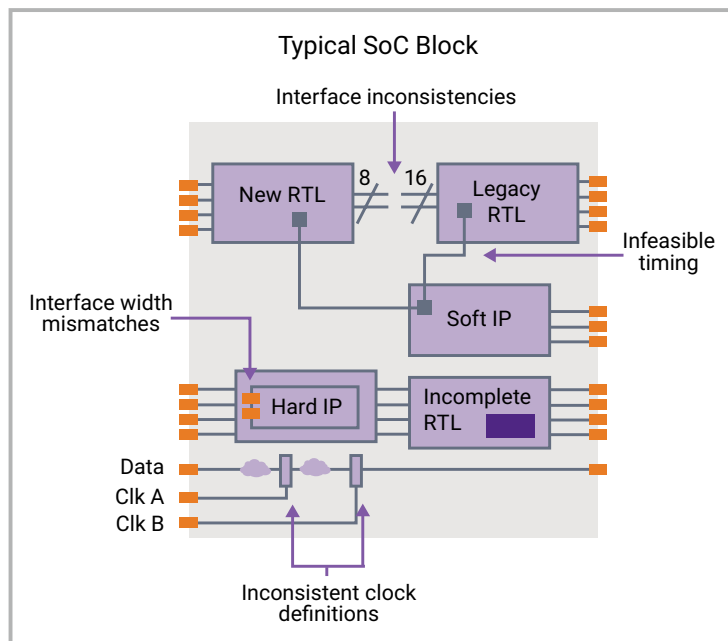 Typical SoC Block
Interface inconsistencies
8
16
New RTL
Legacy
RTL
Infeasible
timing
Interface width
mismatches
Soft IP
Hard IP
Incomplete
RTL
Data
Clk A
Clk B
Inconsistent clock
definitions